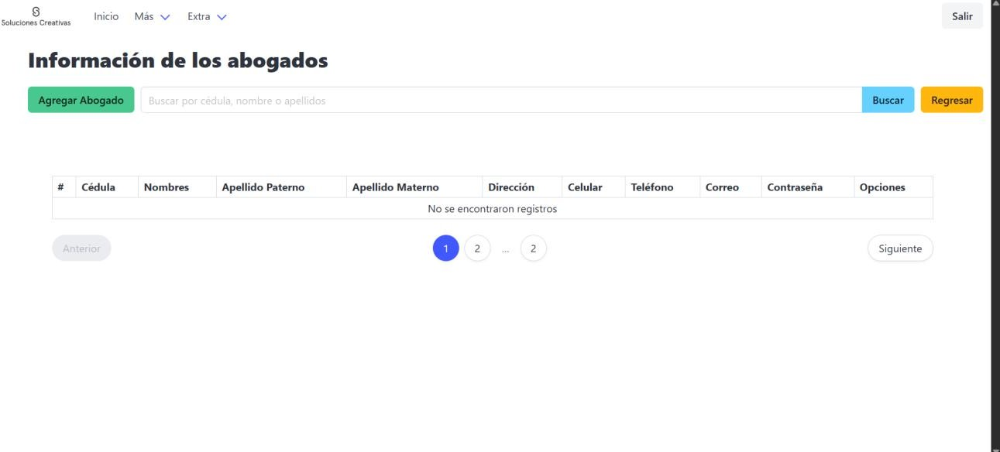 Soluciones Creativas
Inicio Más Extra Salir
Información de los abogados
Agregar Abogado Buscar por cédula, nombre o apellidos Buscar Regresar
# Cédula Nombres Apellido Paterno Apellido Materno Dirección Celular Teléfono Correo Contraseña Opciones
No se encontraron registros
Anterior 1 2 … 2 Siguiente